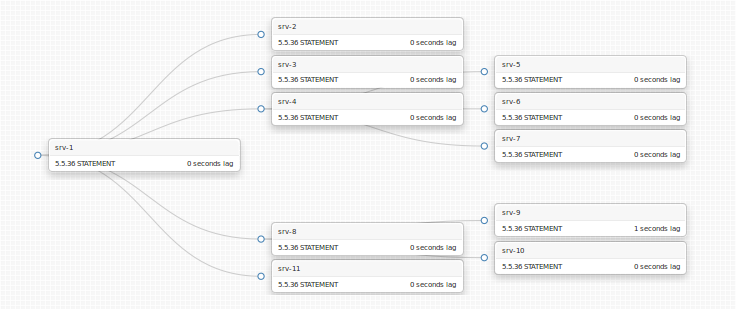 srv-1
5.5.36 STATEMENT 0 seconds lag
srv-2
5.5.36 STATEMENT 0 seconds lag
srv-3
5.5.36 STATEMENT 0 seconds lag
srv-4
5.5.36 STATEMENT 0 seconds lag
srv-5
5.5.36 STATEMENT 0 seconds lag
srv-6
5.5.36 STATEMENT 0 seconds lag
srv-7
5.5.36 STATEMENT 0 seconds lag
srv-8
5.5.36 STATEMENT 0 seconds lag
srv-9
5.5.36 STATEMENT 1 seconds lag
srv-10
5.5.36 STATEMENT 0 seconds lag
srv-11
5.5.36 STATEMENT 0 seconds lag